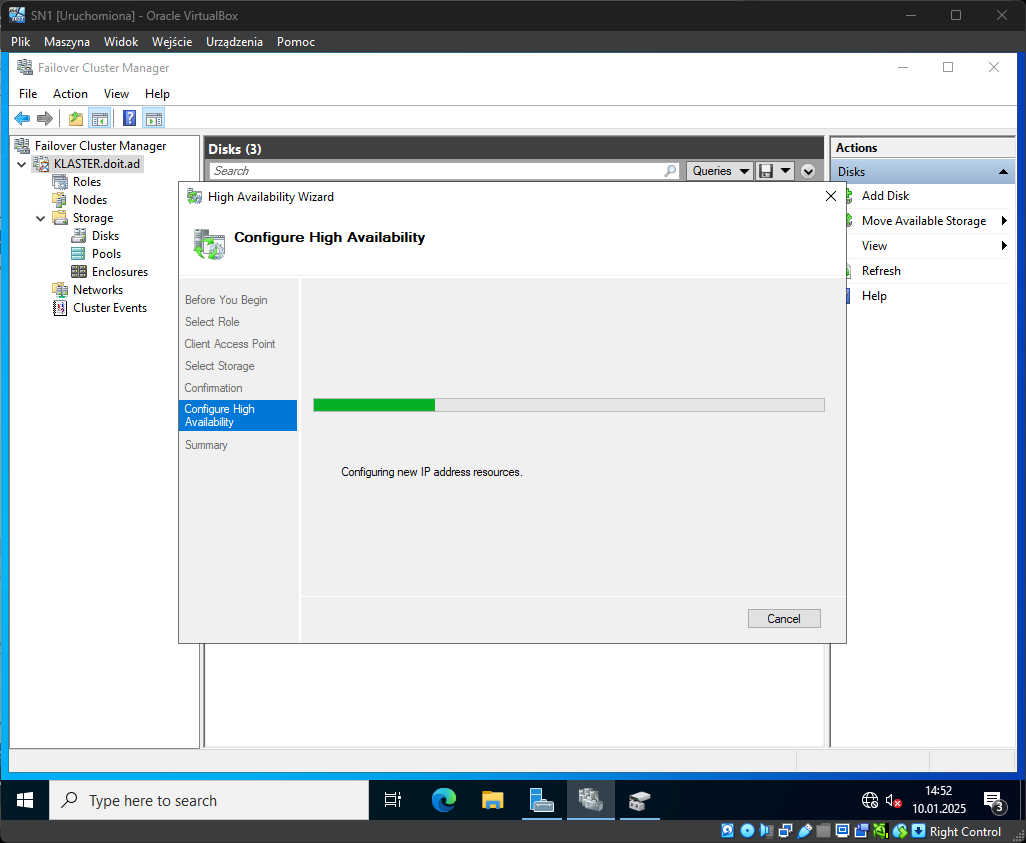 SN1 [Uruchomiona] - Oracle VirtualBox
Plik Maszyna Widok Wejście Urządzenia Pomoc
Failover Cluster Manager
File Action View Help
Failover Cluster Manager
KLASTER.doit.ad
Roles
Nodes
Storage
Disks
Pools
Enclosures
Networks
Cluster Events
Disks (3)
Search
Queries
Actions
Disks
Add Disk
Move Available Storage
View
Refresh
Help
High Availability Wizard
Configure High Availability
Before You Begin
Select Role
Client Access Point
Select Storage
Confirmation
Configure High
Availability
Summary
Configuring new IP address resources.
Cancel
Type here to search
14:52
10.01.2025
3
Right Control